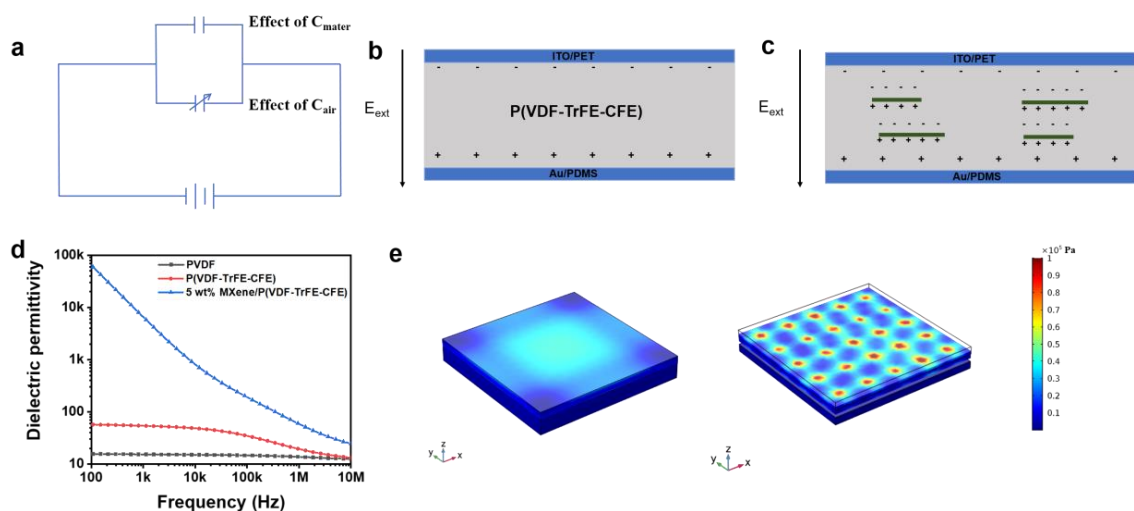 a
Effect of Cmater
Effect of Cair
b
ITO/PET
- - - - - - - -
Eext
P(VDF-TrFE-CFE)
+ + + + + + + +
Au/PDMS
c
ITO/PET
- - - - - - - -
- - - -
+ + + +
- - - - -
+ + + + +
- - - - -
+ + + + +
- - - -
+ + + +
Eext
+ + + + + + + +
Au/PDMS
d
100k
10k
1k
100
10
Dielectric permittivity
PVDF
P(VDF-TrFE-CFE)
5 wt% MXene/P(VDF-TrFE-CFE)
100 1k 10k 100k 1M 10M
Frequency (Hz)
e
z
y x
z
y x
×10⁵ Pa
1
0.9
0.8
0.7
0.6
0.5
0.4
0.3
0.2
0.1